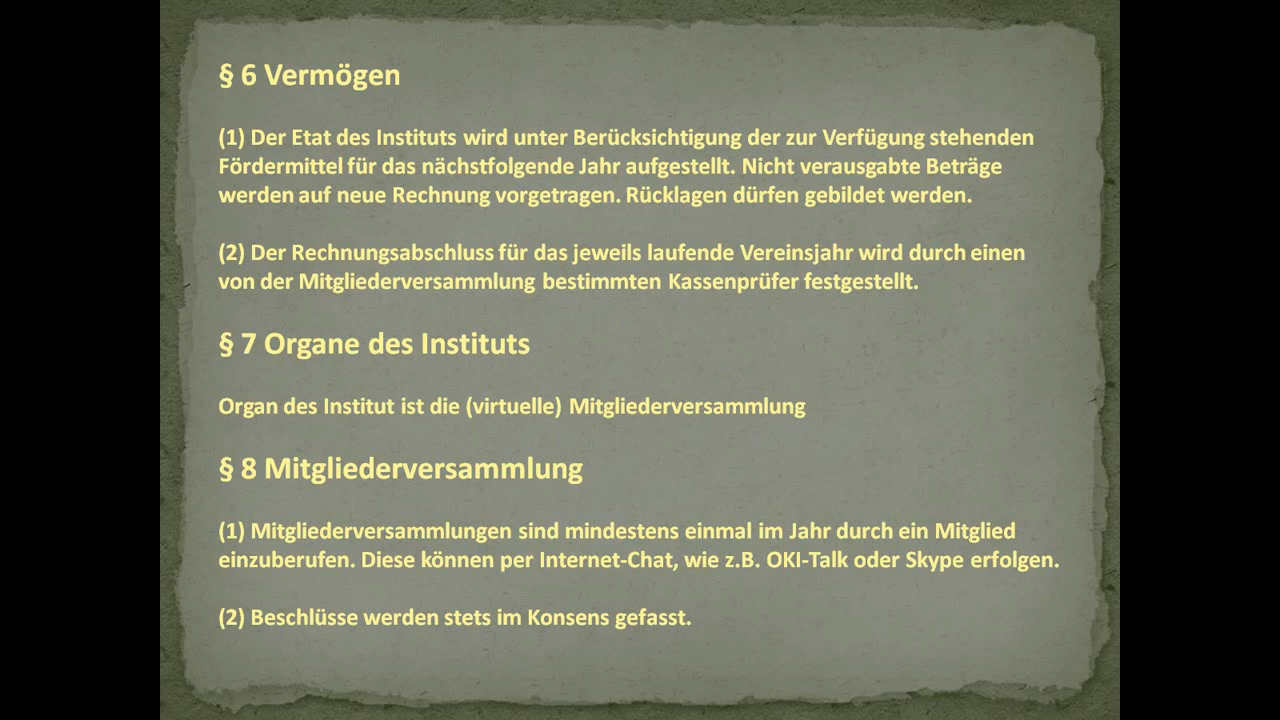 § 6 Vermögen
(1) Der Etat des Instituts wird unter Berücksichtigung der zur Verfügung stehenden
Fördermittel für das nächstfolgende Jahr aufgestellt. Nicht verausgabte Beträge
werden auf neue Rechnung vorgetragen. Rücklagen dürfen gebildet werden.
(2) Der Rechnungsabschluss für das jeweils laufende Vereinsjahr wird durch einen
von der Mitgliederversammlung bestimmten Kassenprüfer festgestellt.
§ 7 Organe des Instituts
Organ des Institut ist die (virtuelle) Mitgliederversammlung
§ 8 Mitgliederversammlung
(1) Mitgliederversammlungen sind mindestens einmal im Jahr durch ein Mitglied
einzuberufen. Diese können per Internet-Chat, wie z.B. OKI-Talk oder Skype erfolgen.
(2) Beschlüsse werden stets im Konsens gefasst.